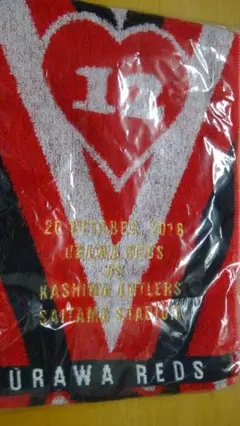 12
20 OCTOBER, 2018
URAWA REDS
VS
KASHIMA ANTLERS
SAITAMA STADIUM
URAWA REDS